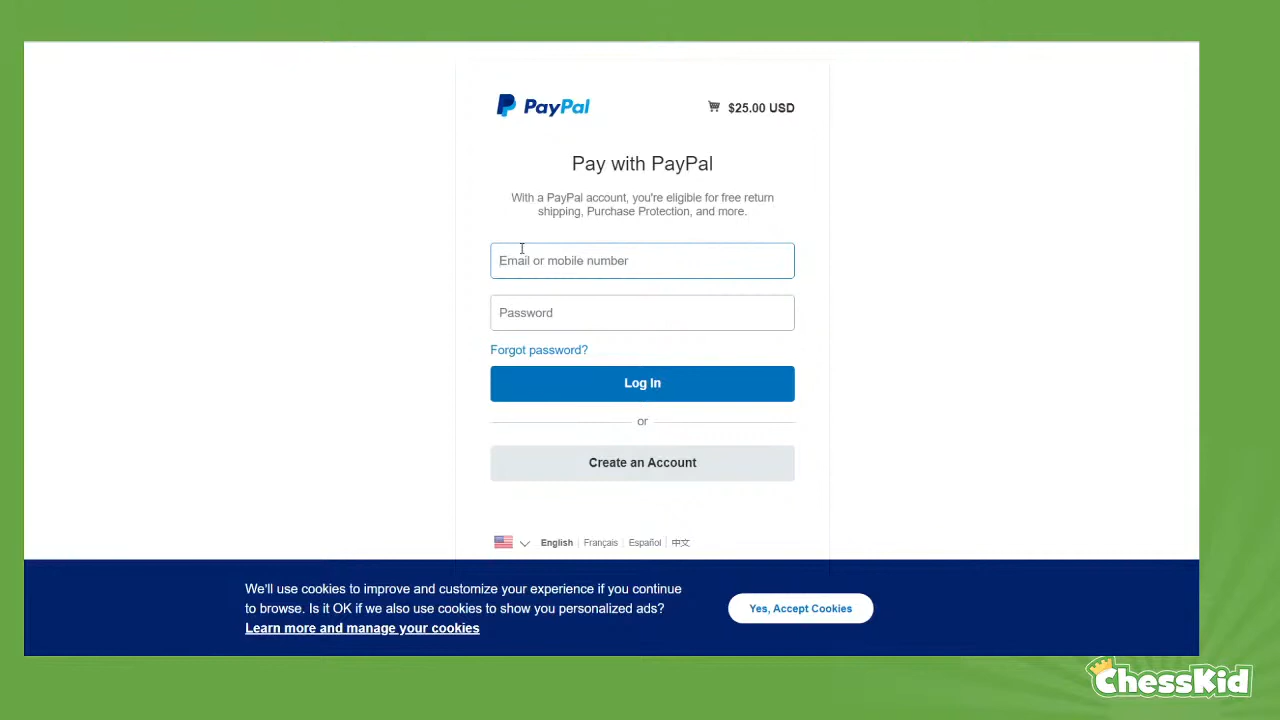 PayPal
$25.00 USD
Pay with PayPal
With a PayPal account, you're eligible for free return
shipping, Purchase Protection, and more.
Email or mobile number
Password
Forgot password?
Log In
or
Create an Account
English | Français | Español | 中文
We'll use cookies to improve and customize your experience if you continue
to browse. Is it OK if we also use cookies to show you personalized ads?
Learn more and manage your cookies
Yes, Accept Cookies
ChessKid